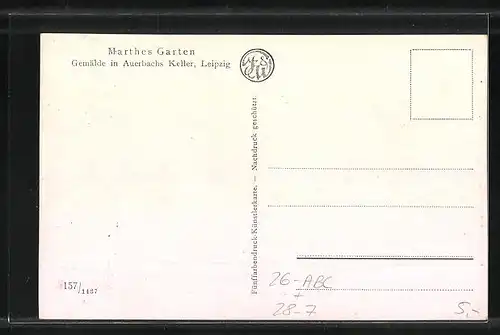 Marthes Garten
Gemälde in Auerbachs Keller, Leipzig
Fünffarbendruck-Künstlerkarte. — Nachdruck geschützt.
157/1437
26-ABC
28-7
5,-